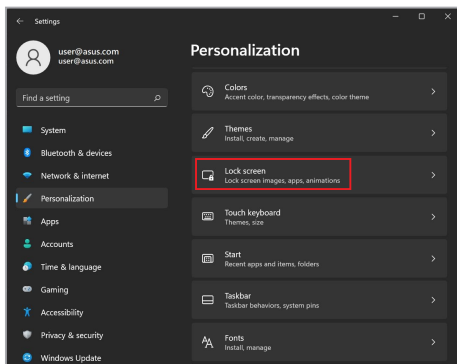 Settings
user@asus.com
user@asus.com
Find a setting
System
Bluetooth & devices
Network & internet
Personalization
Apps
Accounts
Time & language
Gaming
Accessibility
Privacy & security
Windows Update
Personalization
Colors
Accent color, transparency effects, color theme
Themes
Install, create, manage
Lock screen
Lock screen images, apps, animations
Touch keyboard
Themes, size
Start
Recent apps and items, folders
Taskbar
Taskbar behaviors, system pins
Fonts
Install, manage